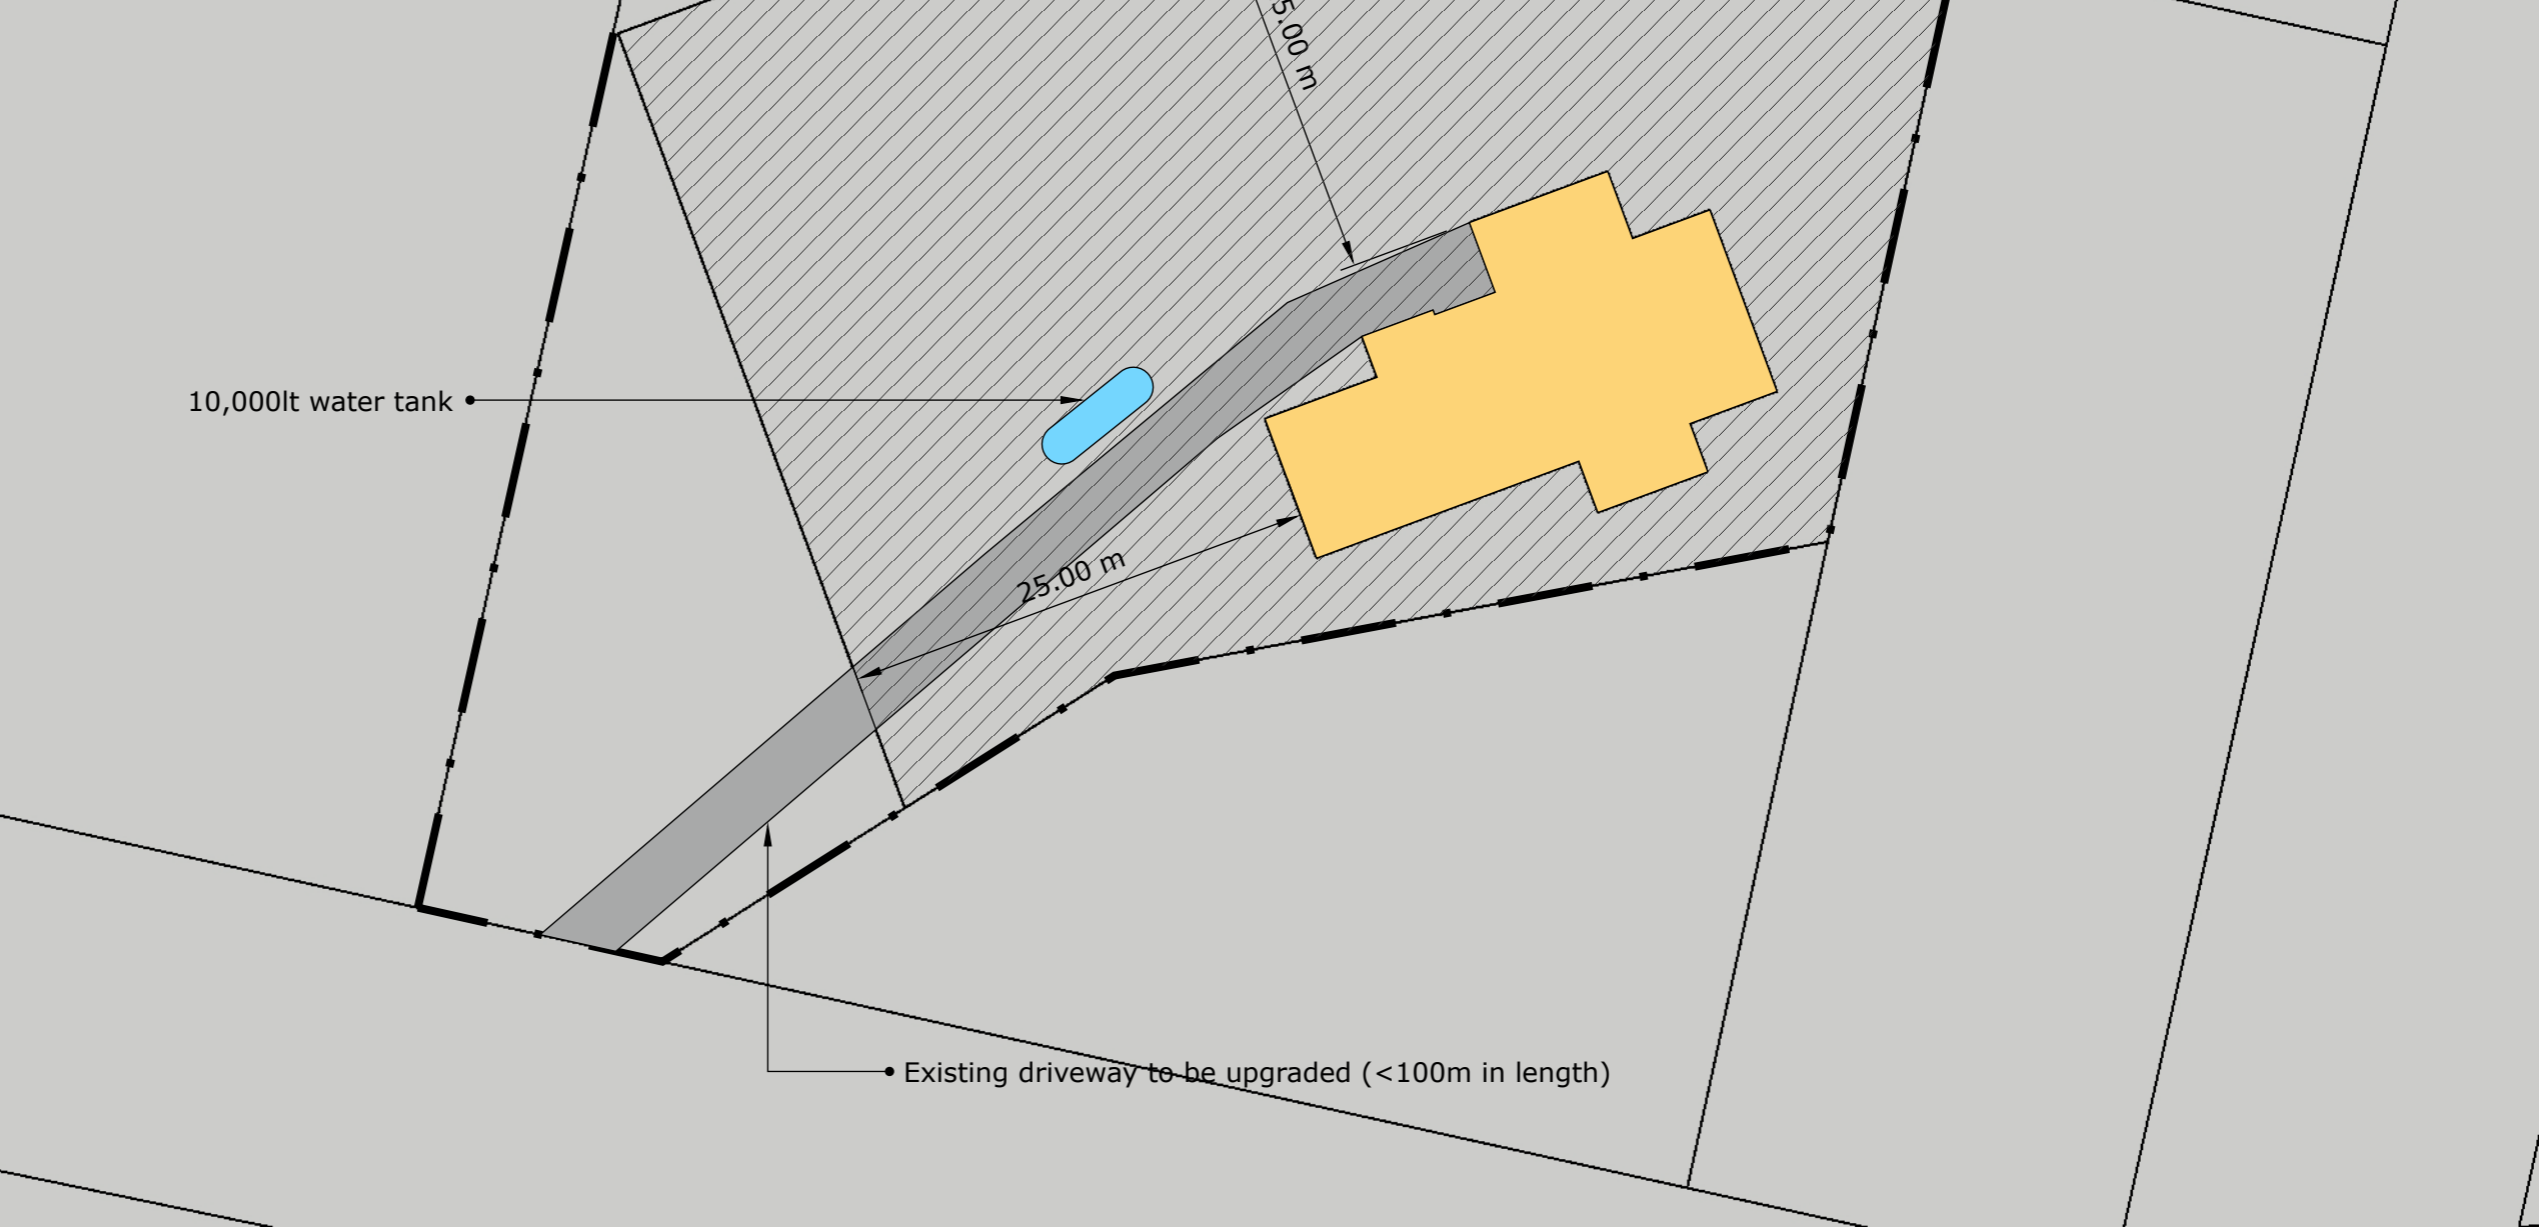 5.00 m
10,000lt water tank
25.00 m
Existing driveway to be upgraded (<100m in length)